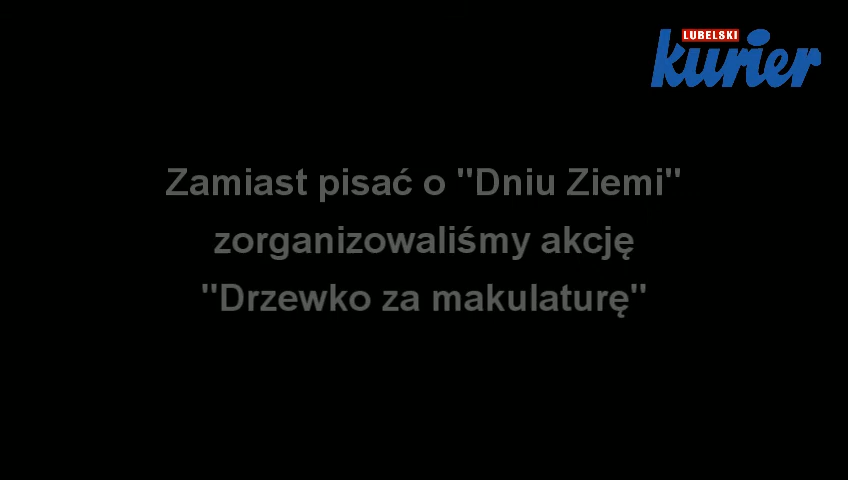 LUBELSKI
kurier
Zamiast pisać o "Dniu Ziemi"
zorganizowaliśmy akcję
"Drzewko za makulaturę"